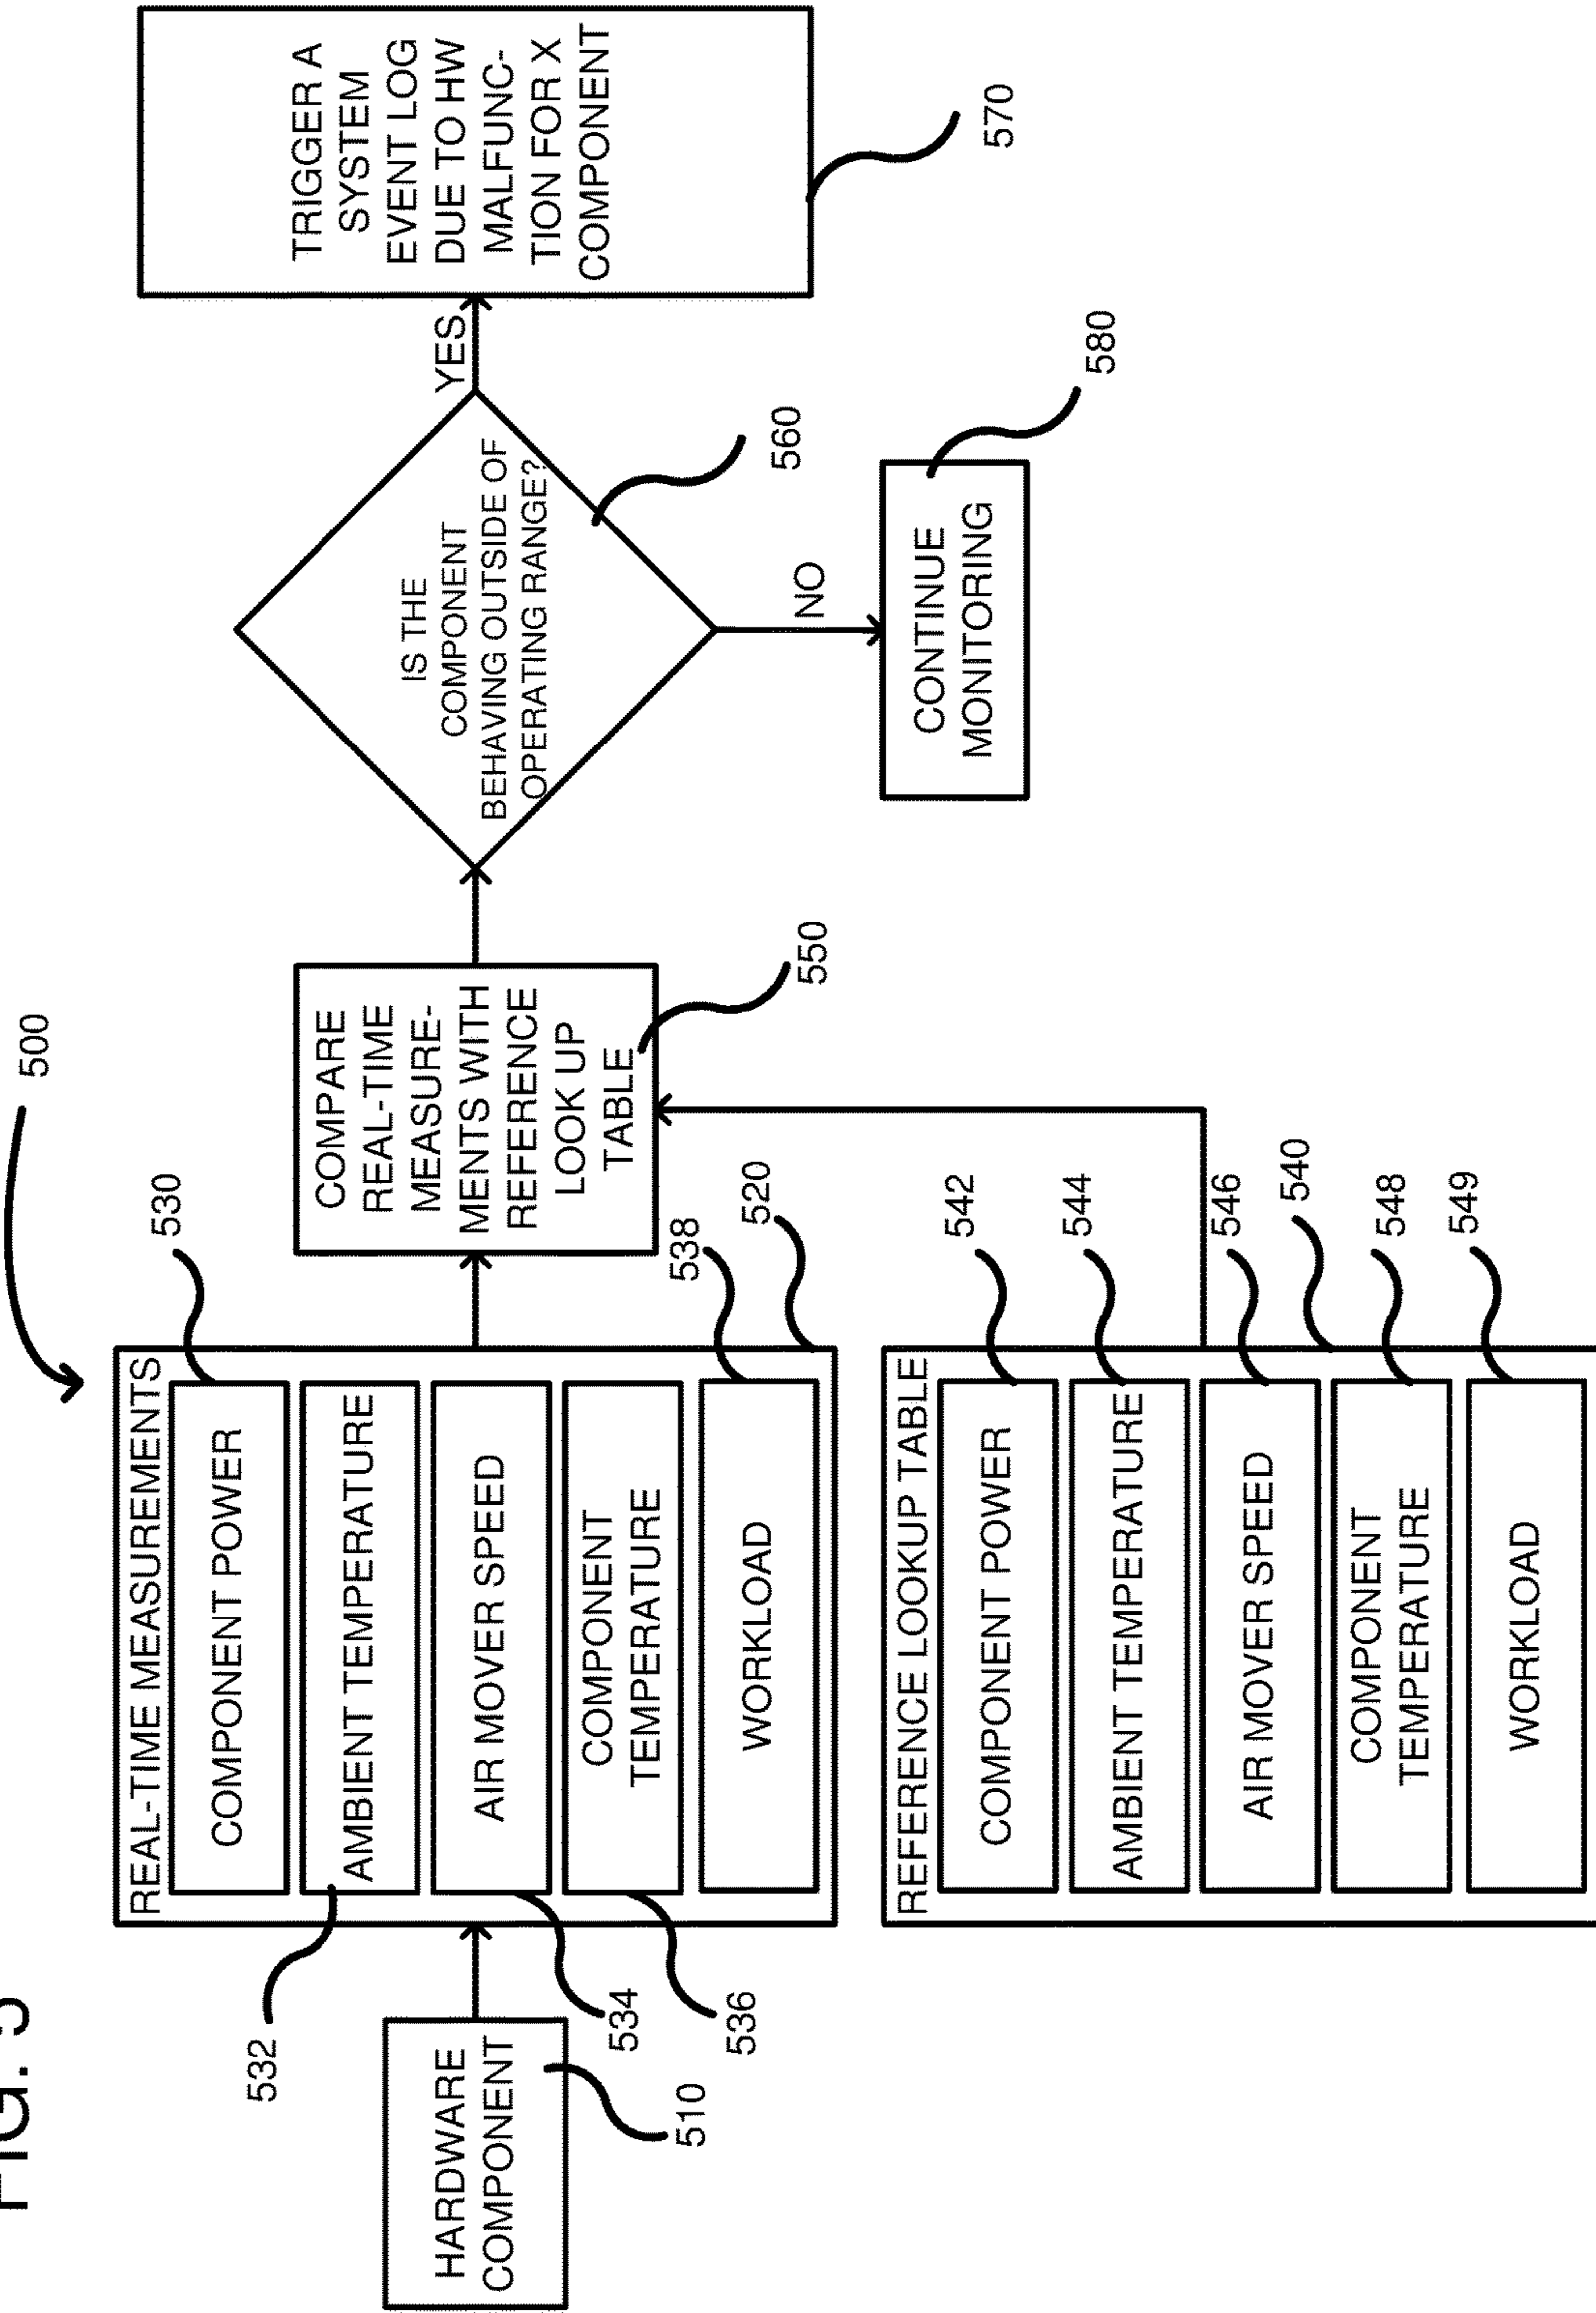 FIG. 5
500
HARDWARE
COMPONENT
510
REAL-TIME MEASUREMENTS
COMPONENT POWER
530
AMBIENT TEMPERATURE
532
AIR MOVER SPEED
534
COMPONENT
TEMPERATURE
536
WORKLOAD
538
520
REFERENCE LOOKUP TABLE
COMPONENT POWER
542
AMBIENT TEMPERATURE
544
AIR MOVER SPEED
546
540
COMPONENT
TEMPERATURE
548
WORKLOAD
549
COMPARE
REAL-TIME
MEASURE-
MENTS WITH
REFERENCE
LOOK UP
TABLE
550
IS THE
COMPONENT
BEHAVING OUTSIDE OF
OPERATING RANGE?
560
YES
NO
TRIGGER A
SYSTEM
EVENT LOG
DUE TO HW
MALFUNC-
TION FOR X
COMPONENT
570
CONTINUE
MONITORING
580